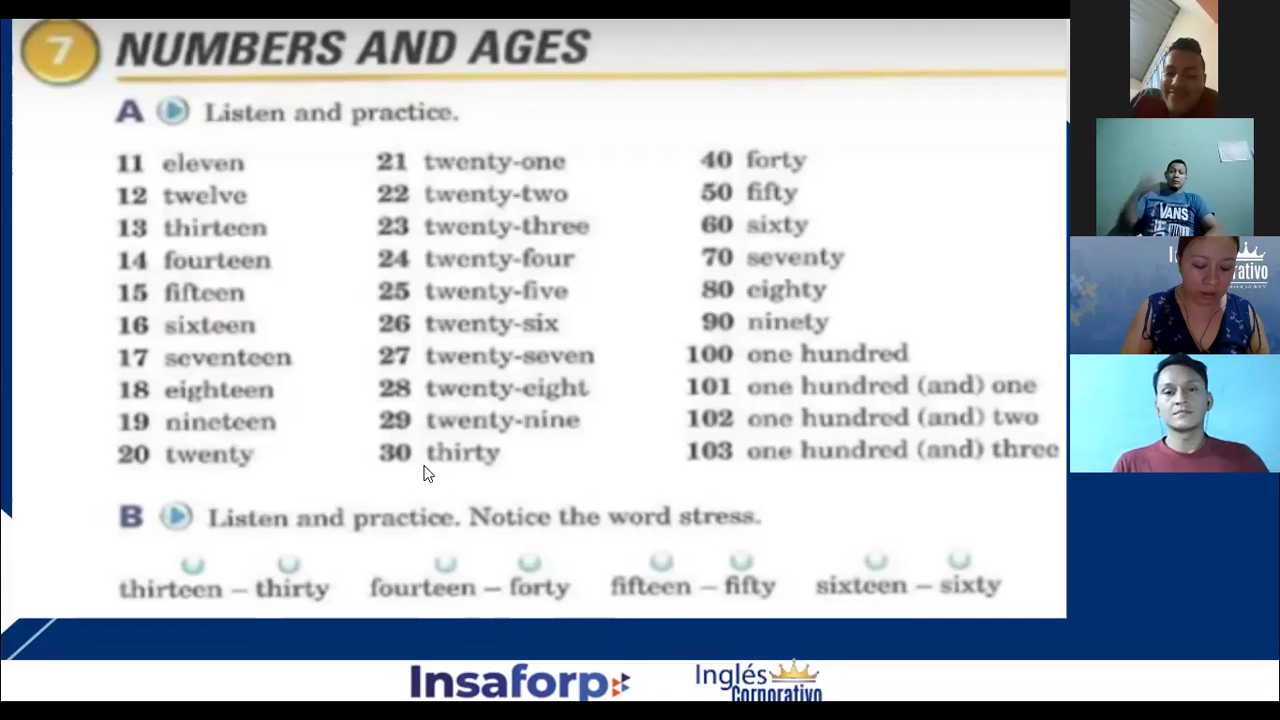 7 NUMBERS AND AGES
A Listen and practice.
11 eleven
12 twelve
13 thirteen
14 fourteen
15 fifteen
16 sixteen
17 seventeen
18 eighteen
19 nineteen
20 twenty
21 twenty-one
22 twenty-two
23 twenty-three
24 twenty-four
25 twenty-five
26 twenty-six
27 twenty-seven
28 twenty-eight
29 twenty-nine
30 thirty
40 forty
50 fifty
60 sixty
70 seventy
80 eighty
90 ninety
100 one hundred
101 one hundred (and) one
102 one hundred (and) two
103 one hundred (and) three
B Listen and practice. Notice the word stress.
thirteen – thirty fourteen – forty fifteen – fifty sixteen – sixty
Insaforp
Inglés
Corporativo
VANS